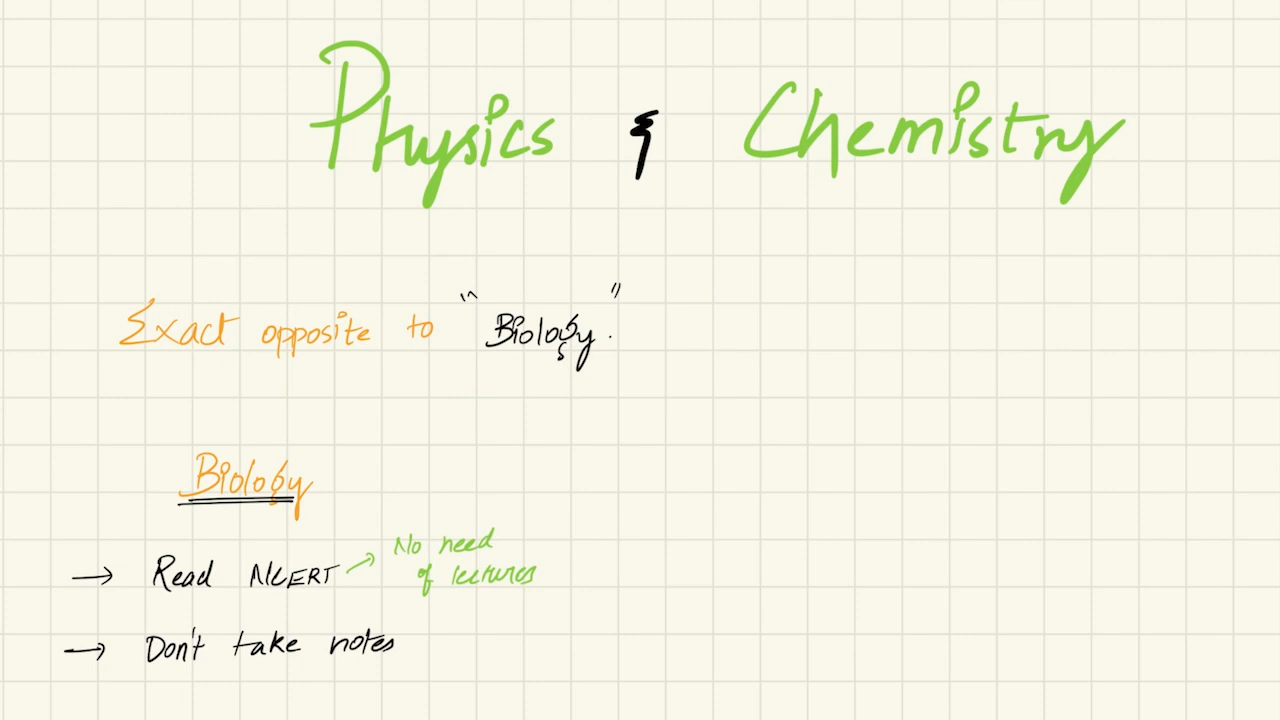 Physics & Chemistry
Exact opposite to "Biology."
Biology
→ Read NCERT → No need of lectures
→ Don't take notes